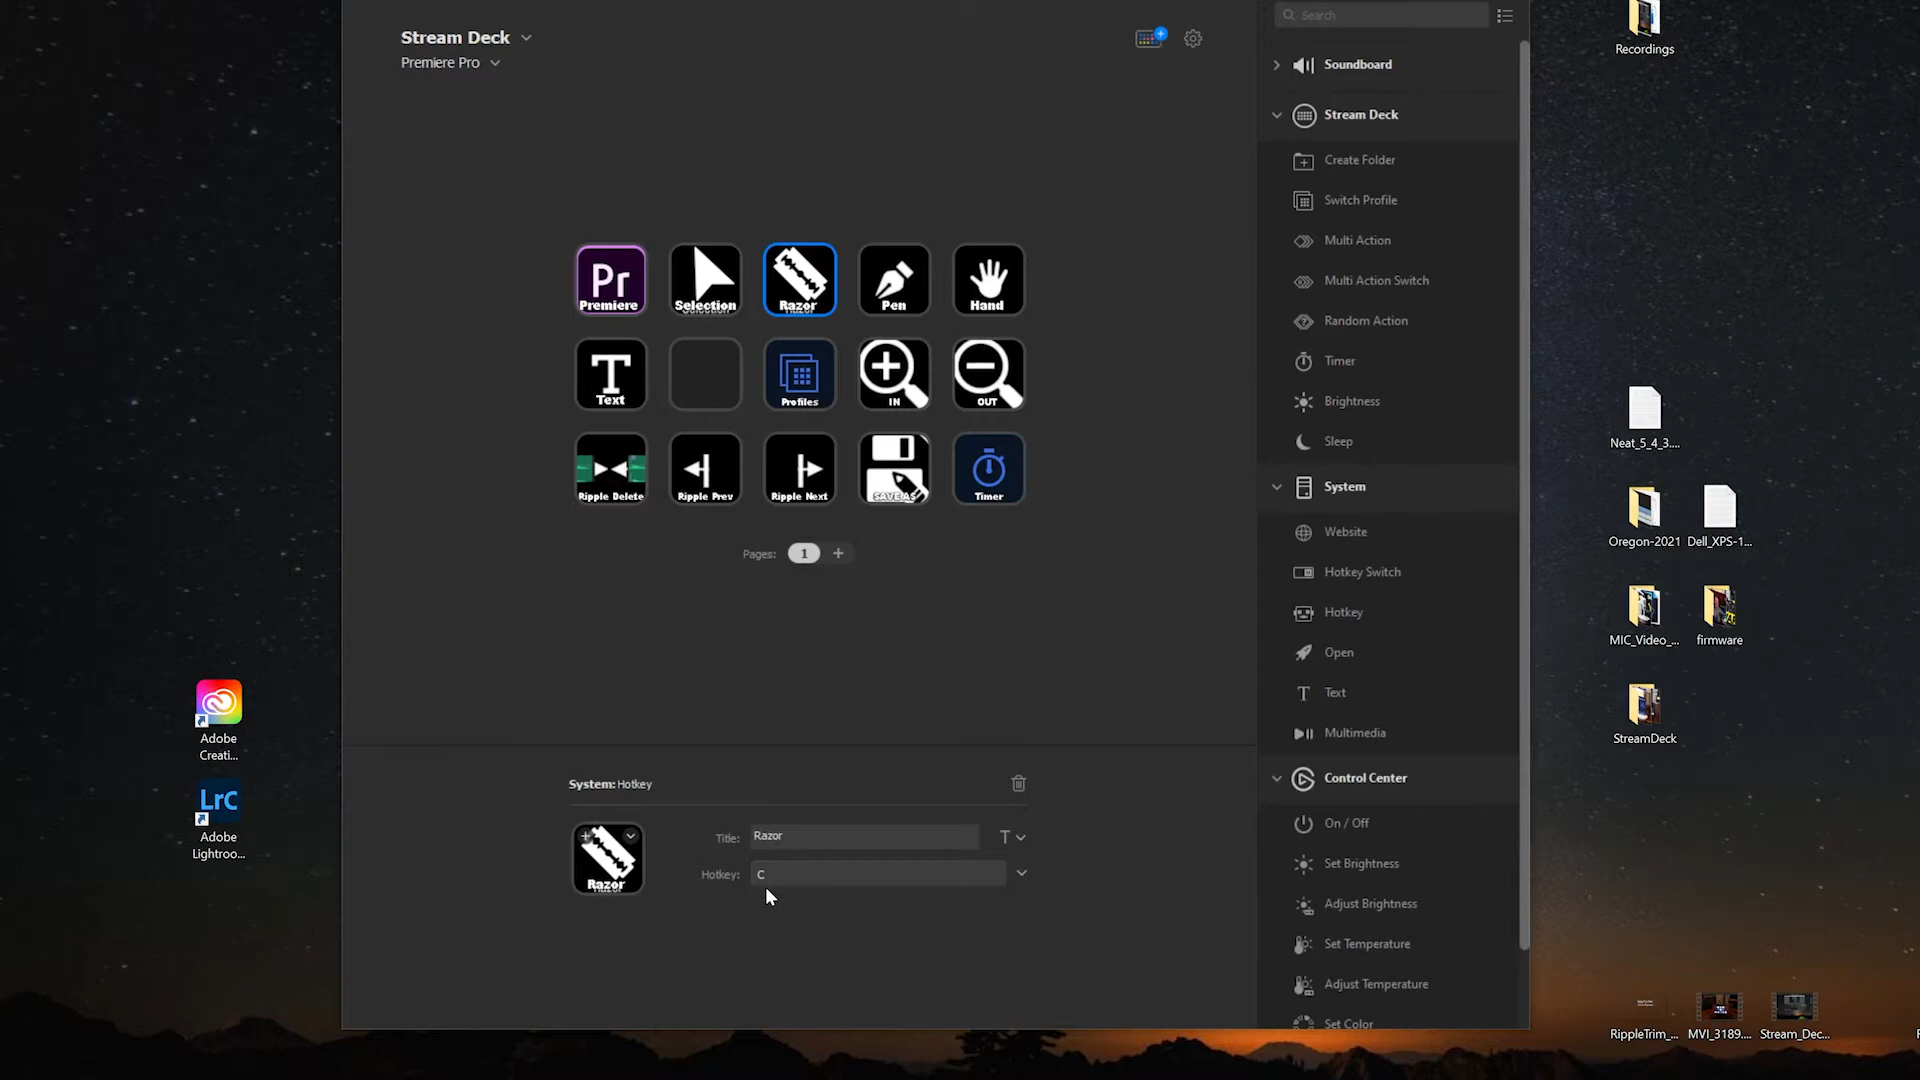 Stream Deck
Premiere Pro
Pr
Premiere
Selection
Selection
Razor
Razor
Pen
Hand
T
Text
Profiles
IN
OUT
Ripple Delete
Ripple Prev
Ripple Next
SAVE AS
Timer
Pages:
1
+
System: Hotkey
Title:
Razor
T
Hotkey:
C
Razor
Search
Soundboard
Stream Deck
Create Folder
Switch Profile
Multi Action
Multi Action Switch
Random Action
Timer
Brightness
Sleep
System
Website
Hotkey Switch
Hotkey
Open
Text
Multimedia
Control Center
On / Off
Set Brightness
Adjust Brightness
Set Temperature
Adjust Temperature
Set Color
Adobe
Creati...
LrC
Adobe
Lightroo...
Recordings
Neat_5_4_3....
Oregon-2021
Dell_XPS-1...
MIC_Video_...
firmware
StreamDeck
RippleTrim_...
MVI_3189....
Stream_Dec...